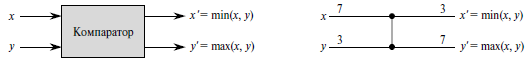 x Компаратор x′= min(x, y)
y y′= max(x, y)
x 7 3 x′= min(x, y)
y 3 7 y′= max(x, y)